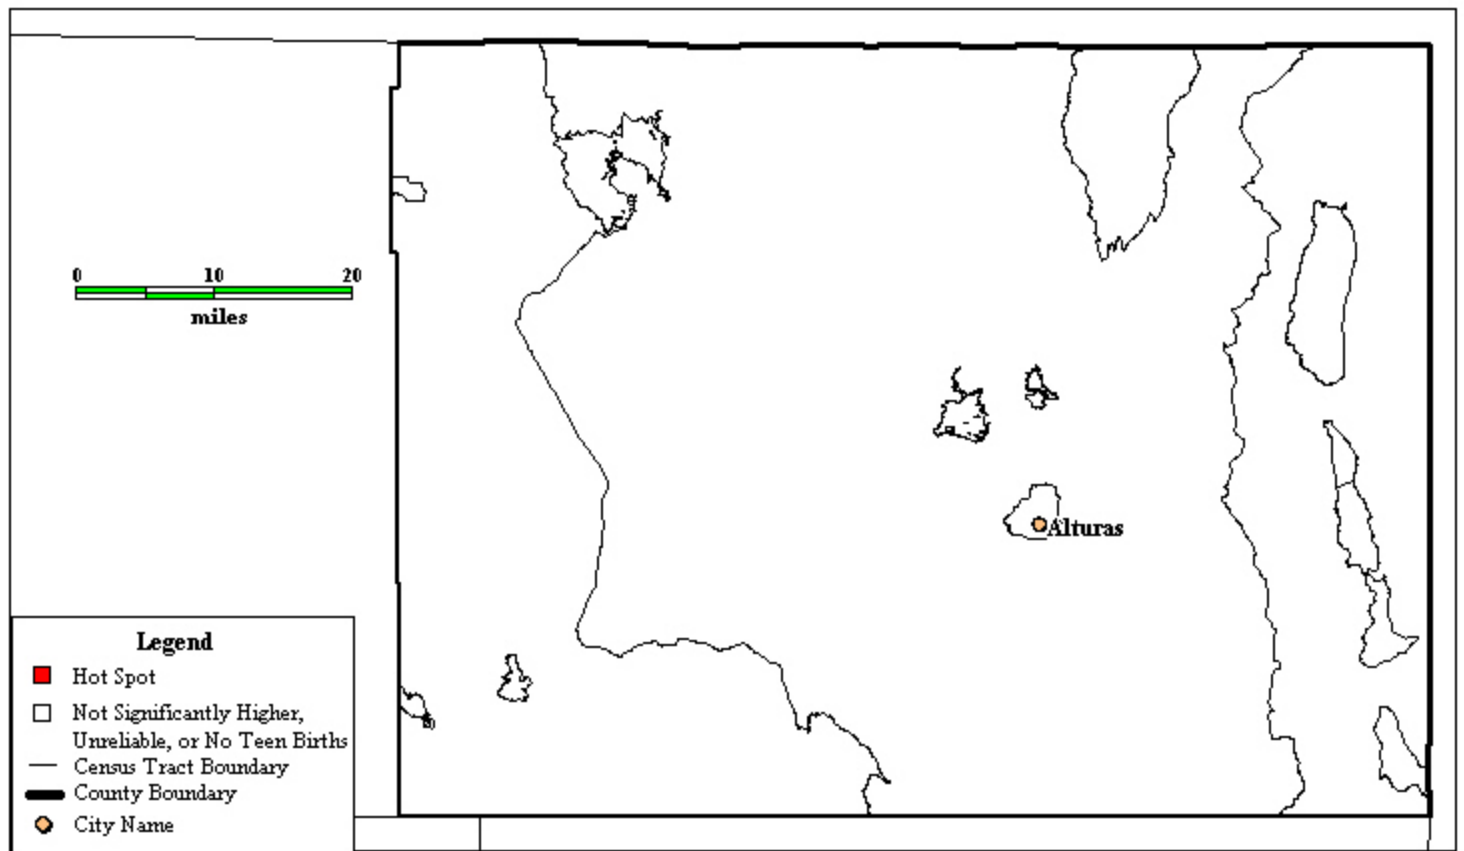 0 10 20
miles
Alturas
Legend
Hot Spot
Not Significantly Higher,
Unreliable, or No Teen Births
Census Tract Boundary
County Boundary
City Name